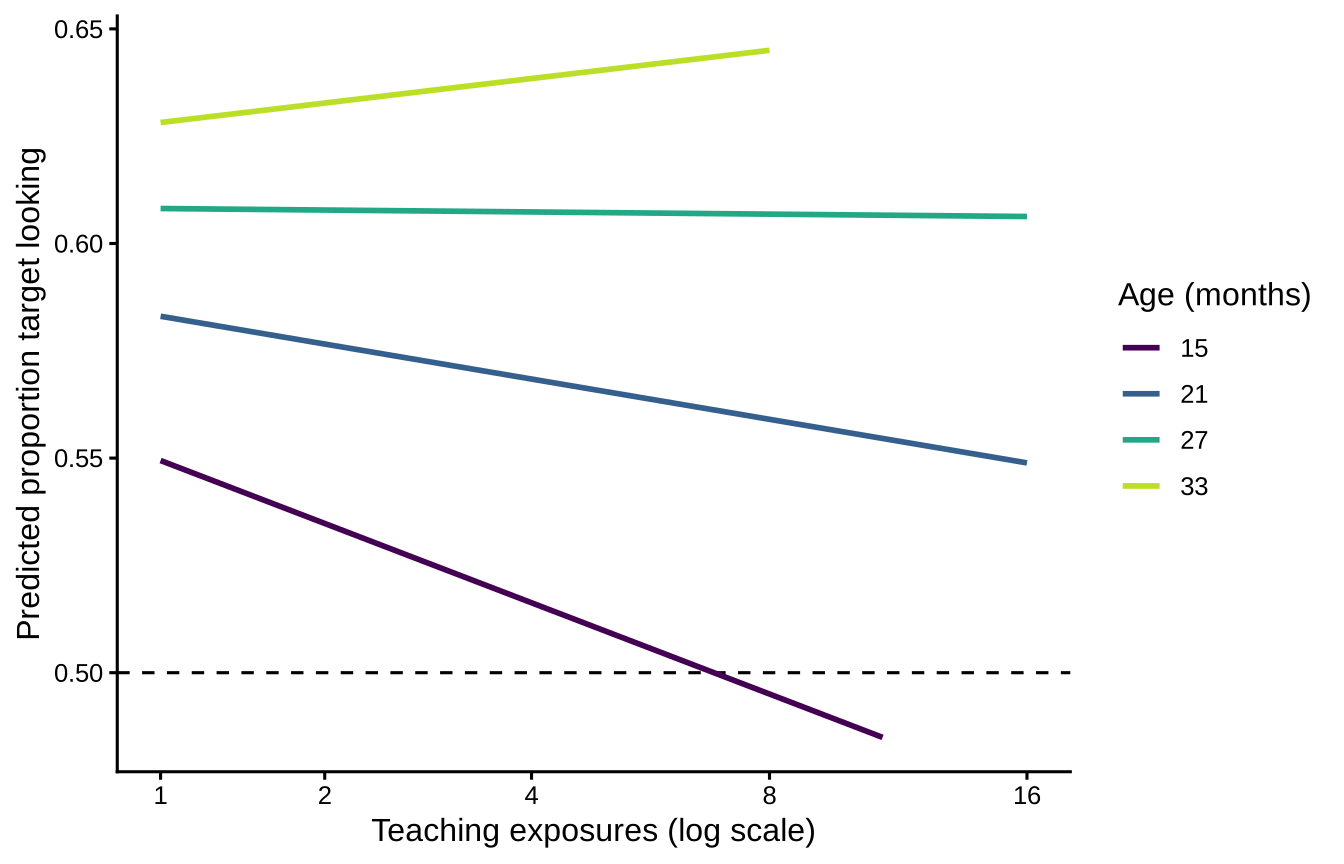 0.65
0.60
0.55
0.50
Predicted proportion target looking
1 2 4 8 16
Teaching exposures (log scale)
Age (months)
15
21
27
33